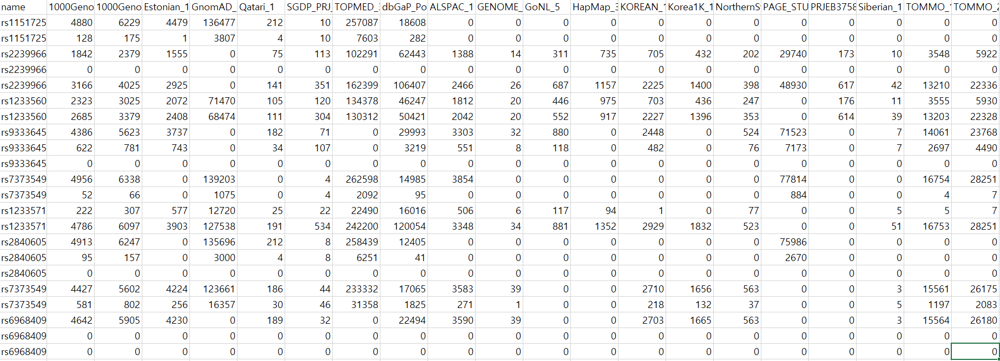 name 1000Geno 1000Geno Estonian_1 GnomAD_ Qatari_1 SGDP_PRJ_ TOPMED_3 dbGaP_Po ALSPAC_1 GENOME_ GoNL_5 HapMap_3 KOREAN_1 Korea1K_1 NorthernS PAGE_STU PRJEB3758 Siberian_1 TOMMO_1 TOMMO_2
rs1151725 4880 6229 4479 136477 212 10 257087 18608 0 0 0 0 0 0 0 0 0 0 0 0
rs1151725 128 175 1 3807 4 10 7603 282 0 0 0 0 0 0 0 0 0 0 0 0
rs2239966 1842 2379 1555 0 75 113 102291 62443 1388 14 311 735 705 432 202 29740 173 10 3548 5922
rs2239966 0 0 0 0 0 0 0 0 0 0 0 0 0 0 0 0 0 0 0 0
rs2239966 3166 4025 2925 0 141 351 162399 106407 2466 26 687 1157 2225 1400 398 48930 617 42 13210 22336
rs1233560 2323 3025 2072 71470 105 120 134378 46247 1812 20 446 975 703 436 247 0 176 11 3555 5930
rs1233560 2685 3379 2408 68474 111 304 130312 50421 2042 20 552 917 2227 1396 353 0 614 39 13203 22328
rs9333645 4386 5623 3737 0 182 71 0 29993 3303 32 880 0 2448 0 524 71523 0 7 14061 23768
rs9333645 622 781 743 0 34 107 0 3219 551 8 118 0 482 0 76 7173 0 7 2697 4490
rs9333645 0 0 0 0 0 0 0 0 0 0 0 0 0 0 0 0 0 0 0 0
rs7373549 4956 6338 0 139203 0 4 262598 14985 3854 0 0 0 0 0 0 77814 0 0 16754 28251
rs7373549 52 66 0 1075 0 4 2092 95 0 0 0 0 0 0 0 884 0 0 4 7
rs1233571 222 307 577 12720 25 22 22490 16016 506 6 117 94 1 0 77 0 0 5 5 7
rs1233571 4786 6097 3903 127538 191 534 242200 120054 3348 34 881 1352 2929 1832 523 0 0 51 16753 28251
rs2840605 4913 6247 0 135696 212 8 258439 12405 0 0 0 0 0 0 0 75986 0 0 0 0
rs2840605 95 157 0 3000 4 8 6251 41 0 0 0 0 0 0 0 2670 0 0 0 0
rs2840605 0 0 0 0 0 0 0 0 0 0 0 0 0 0 0 0 0 0 0 0
rs7373549 4427 5602 4224 123661 186 44 233332 17065 3583 39 0 0 2710 1656 563 0 0 3 15561 26175
rs7373549 581 802 256 16357 30 46 31358 1825 271 1 0 0 218 132 37 0 0 5 1197 2083
rs6968409 4642 5905 4230 0 189 32 0 22494 3590 39 0 0 2703 1665 563 0 0 3 15564 26180
rs6968409 0 0 0 0 0 0 0 0 0 0 0 0 0 0 0 0 0 0 0 0
rs6968409 0 0 0 0 0 0 0 0 0 0 0 0 0 0 0 0 0 0 0 0